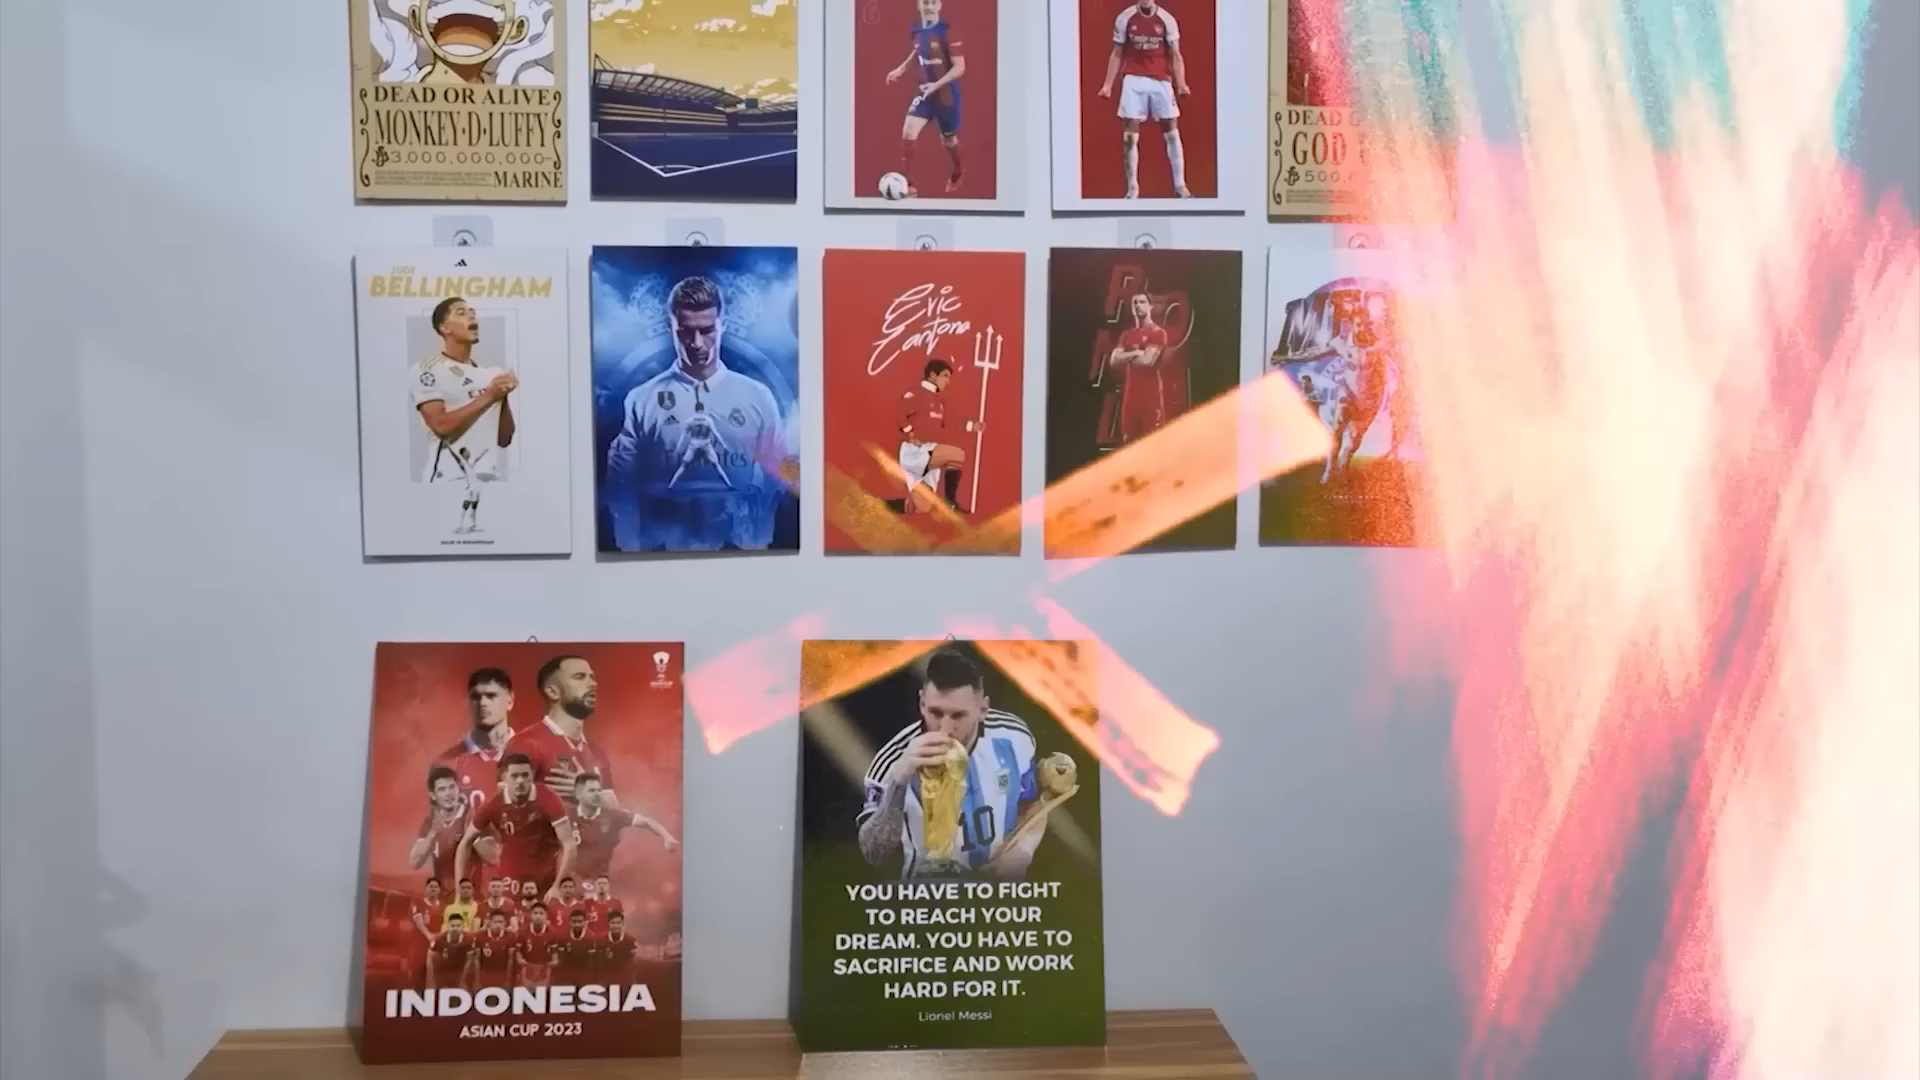 DEAD OR ALIVE
MONKEY·D·LUFFY
3,000,000,000-
MARINE
DEAD
GOD
500,
JUDE
BELLINGHAM
Eric
Cantona
10
YOU HAVE TO FIGHT
TO REACH YOUR
DREAM. YOU HAVE TO
SACRIFICE AND WORK
HARD FOR IT.
Lionel Messi
INDONESIA
ASIAN CUP 2023